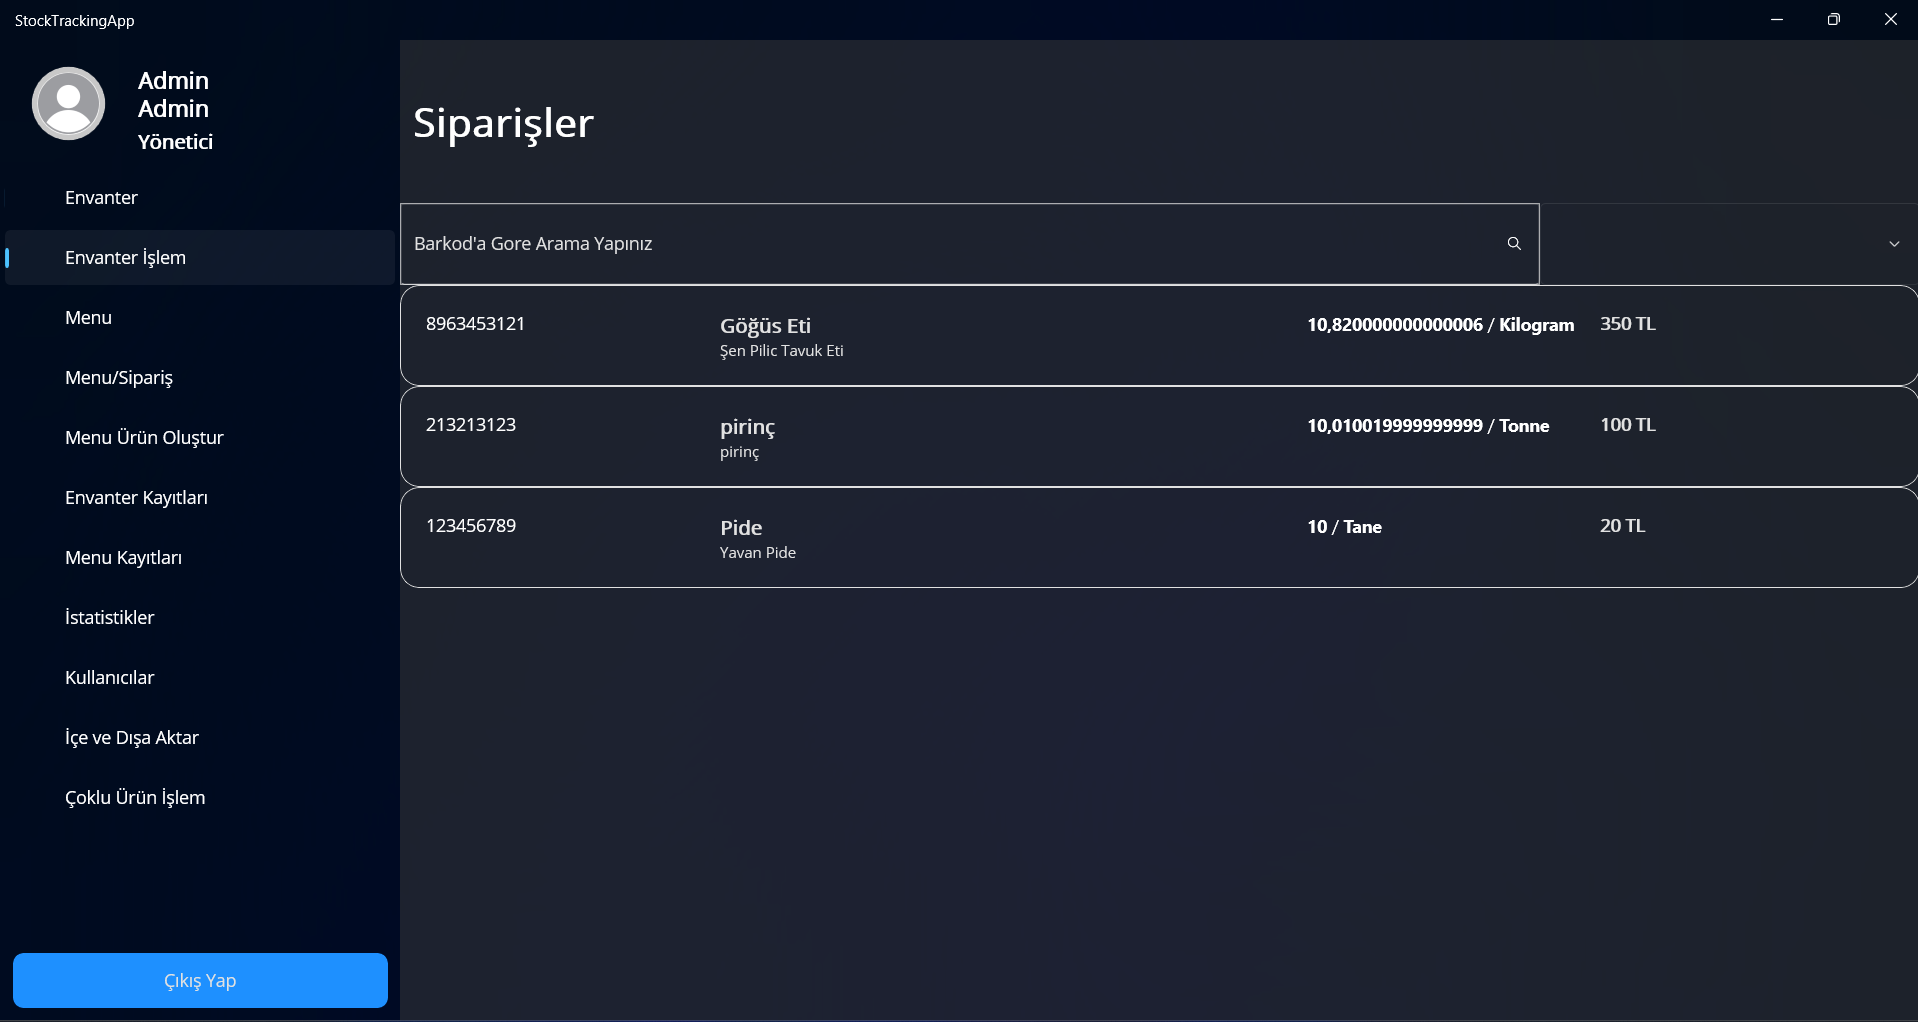 StockTrackingApp
Admin
Admin
Yönetici
Envanter
Envanter İşlem
Menu
Menu/Sipariş
Menu Ürün Oluştur
Envanter Kayıtları
Menu Kayıtları
İstatistikler
Kullanıcılar
İçe ve Dışa Aktar
Çoklu Ürün İşlem
Çıkış Yap
Siparişler
Barkod'a Gore Arama Yapınız
8963453121 Göğüs Eti 10,820000000000006 / Kilogram 350 TL
Şen Pilic Tavuk Eti
213213123 pirinç 10,010019999999999 / Tonne 100 TL
pirinç
123456789 Pide 10 / Tane 20 TL
Yavan Pide